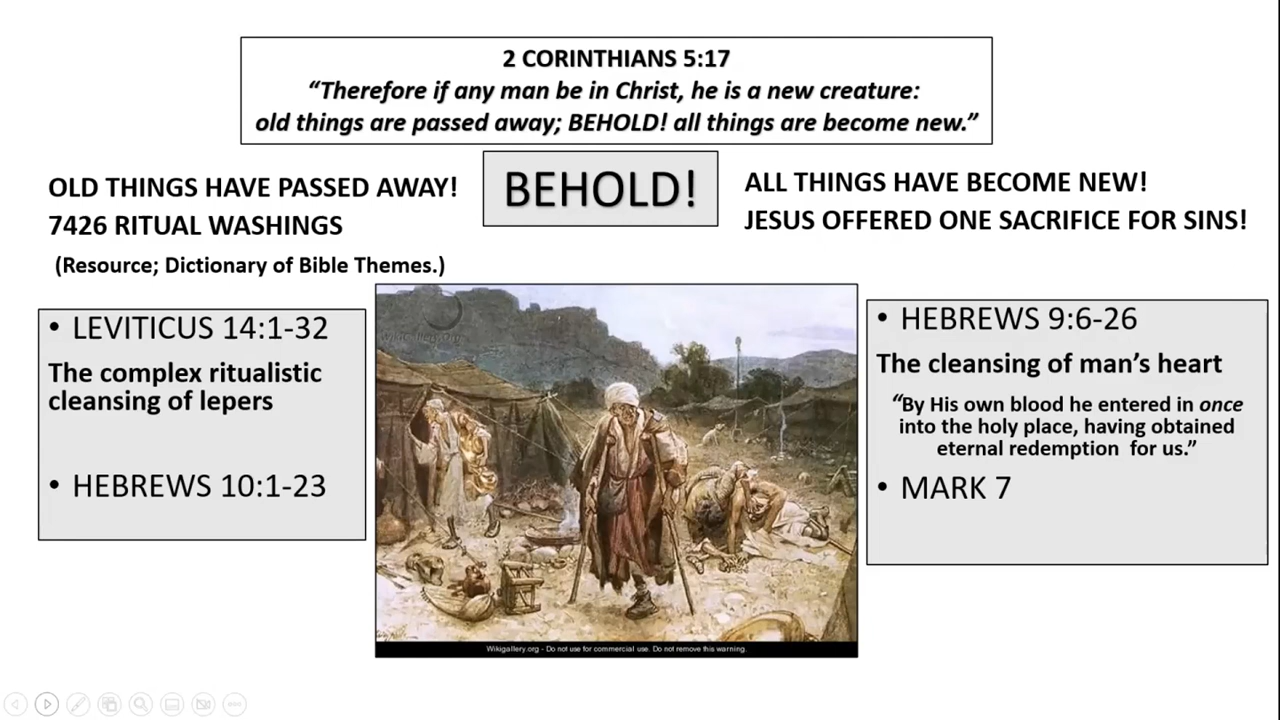 2 CORINTHIANS 5:17
“Therefore if any man be in Christ, he is a new creature:
old things are passed away; BEHOLD! all things are become new.”
OLD THINGS HAVE PASSED AWAY!
7426 RITUAL WASHINGS
(Resource; Dictionary of Bible Themes.)
BEHOLD!
ALL THINGS HAVE BECOME NEW!
JESUS OFFERED ONE SACRIFICE FOR SINS!
• LEVITICUS 14:1-32
The complex ritualistic
cleansing of lepers
• HEBREWS 10:1-23
WikiGallery.Org
Wikigallery.org - Do not use for commercial use. Do not remove this warning.
• HEBREWS 9:6-26
The cleansing of man’s heart
“By His own blood he entered in once
into the holy place, having obtained
eternal redemption for us.”
• MARK 7